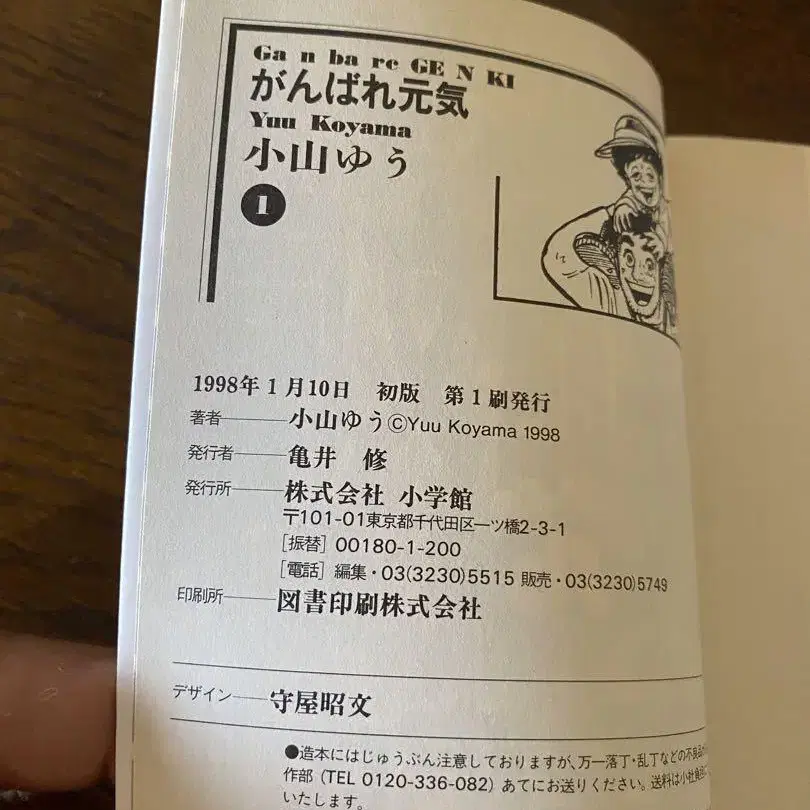 Ga n ba re GE N KI
がんばれ元気
Yuu Koyama
小山ゆう
1
1998年1月10日 初版 第1刷発行
著者――小山ゆう©Yuu Koyama 1998
発行者――亀井 修
発行所――株式会社 小学館
〒101-01東京都千代田区一ツ橋2-3-1
[振替] 00180-1-200
[電話] 編集・03(3230)5515 販売・03(3230)5749
印刷所――図書印刷株式会社
デザイン――守屋昭文
●造本にはじゅうぶん注意しておりますが、万一落丁・乱丁などの不良品
作部 (TEL 0120-336-082) あてにお送りください。送料は小社負
いたします。